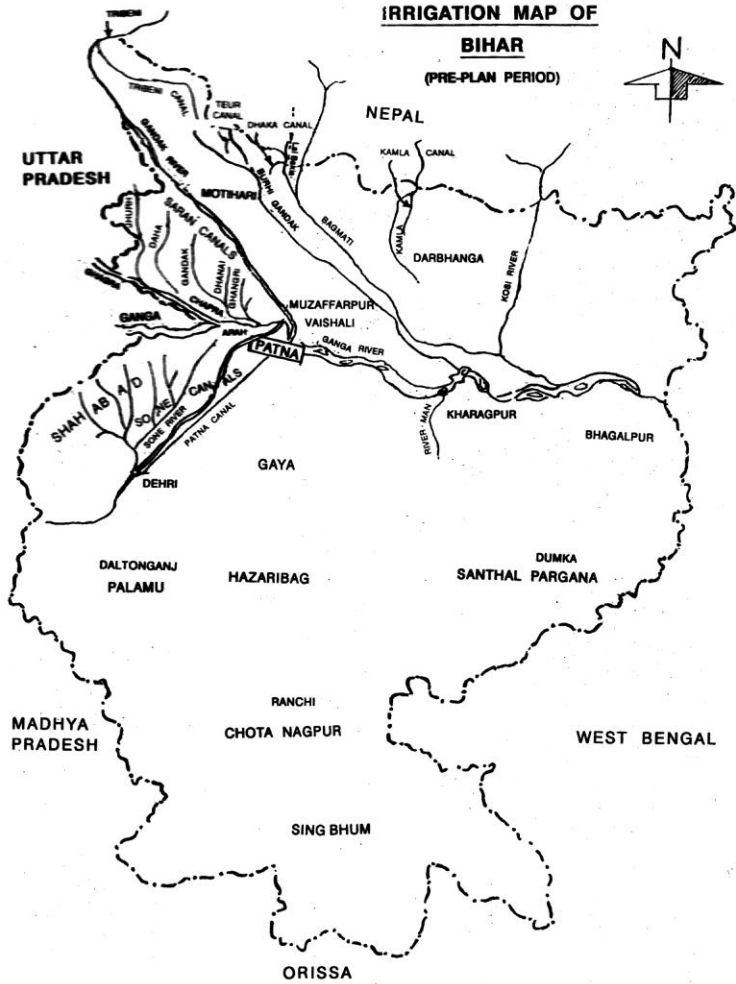 IRRIGATION MAP OF
BIHAR
(PRE-PLAN PERIOD)
N
TRIBENI
TRIBENI CANAL
TEUR
CANAL
DHAKA CANAL
NEPAL
KAMLA CANAL
UTTAR
PRADESH
GANDAK RIVER
MOTIHARI
BURHI GANDAK
BAGMATI
KAMLA
DARBHANGA
KOSI RIVER
SARAN CANALS
DAHA
GANDAK
DHANAI
GHANGRI
GHAGRA
CHAPRA
MUZAFFARPUR
VAISHALI
GANGA
ARAH
PATNA
GANGA RIVER
SHAHABAD
SONE CANALS
SONE RIVER
PATNA CANAL
RIVER-MAN
KHARAGPUR
BHAGALPUR
GAYA
DEHRI
DALTONGANJ
PALAMU
HAZARIBAG
DUMKA
SANTHAL PARGANA
RANCHI
CHOTA NAGPUR
MADHYA
PRADESH
WEST BENGAL
SING BHUM
ORISSA